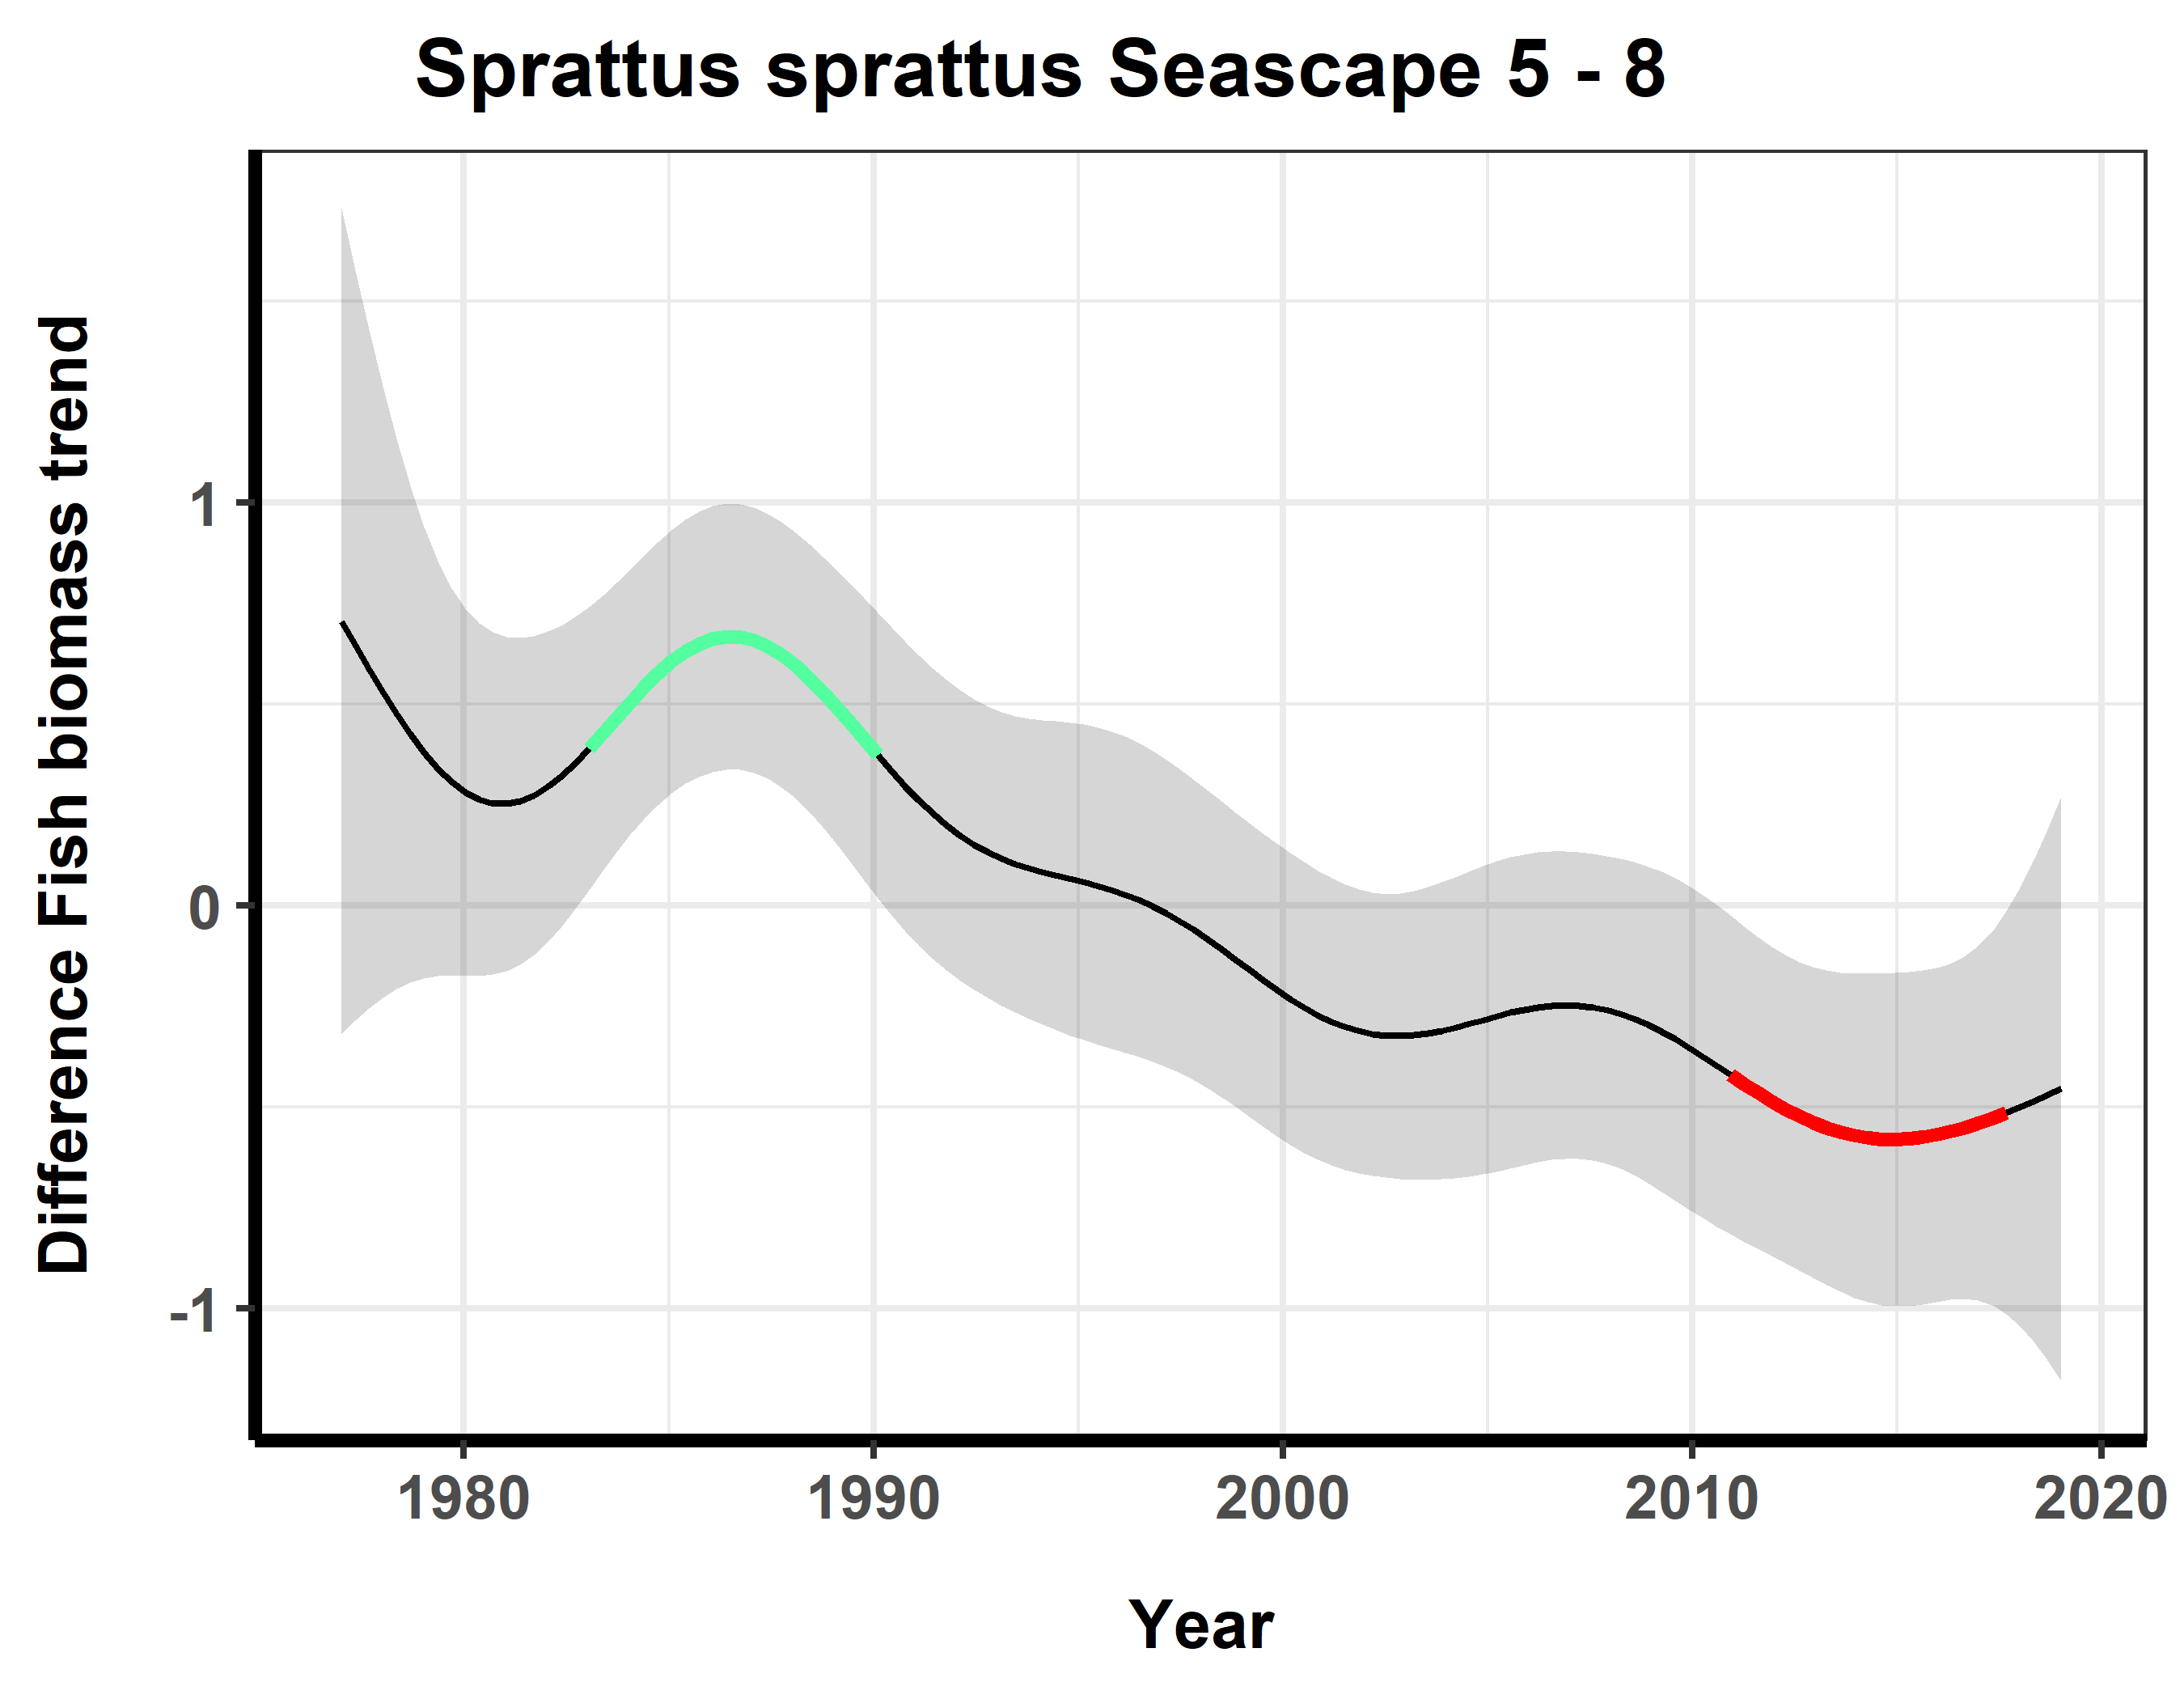 Sprattus sprattus Seascape 5 - 8
Difference Fish biomass trend
1
0
-1
1980
1990
2000
2010
2020
Year